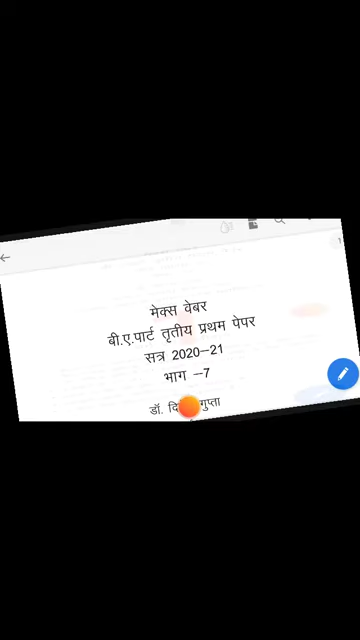 मेक्स वेबर
बी.ए.पार्ट तृतीय प्रथम पेपर
सत्र 2020–21
भाग –7
डॉ. गुप्ता